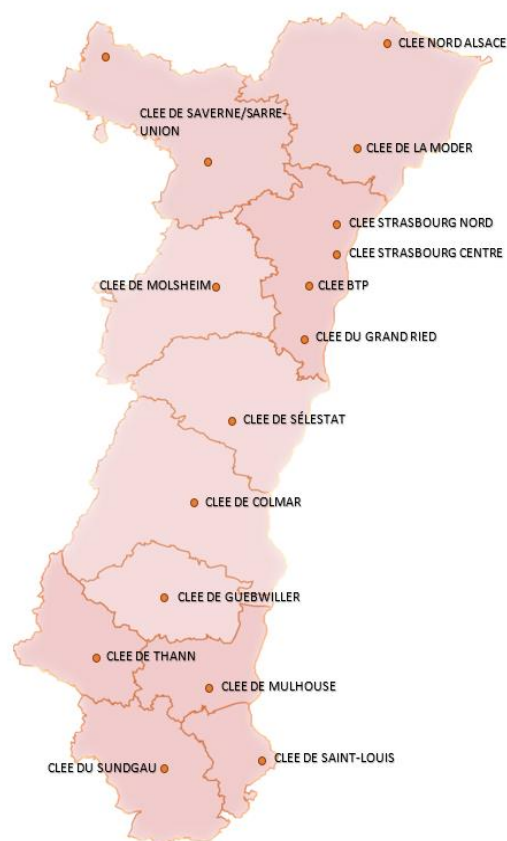 CLEE NORD ALSACE
CLEE DE SAVERNE/SARRE-
UNION
CLEE DE LA MODER
CLEE STRASBOURG NORD
CLEE STRASBOURG CENTRE
CLEE DE MOLSHEIM
CLEE BTP
CLEE DU GRAND RIED
CLEE DE SÉLESTAT
CLEE DE COLMAR
CLEE DE GUEBWILLER
CLEE DE THANN
CLEE DE MULHOUSE
CLEE DE SAINT-LOUIS
CLEE DU SUNDGAU